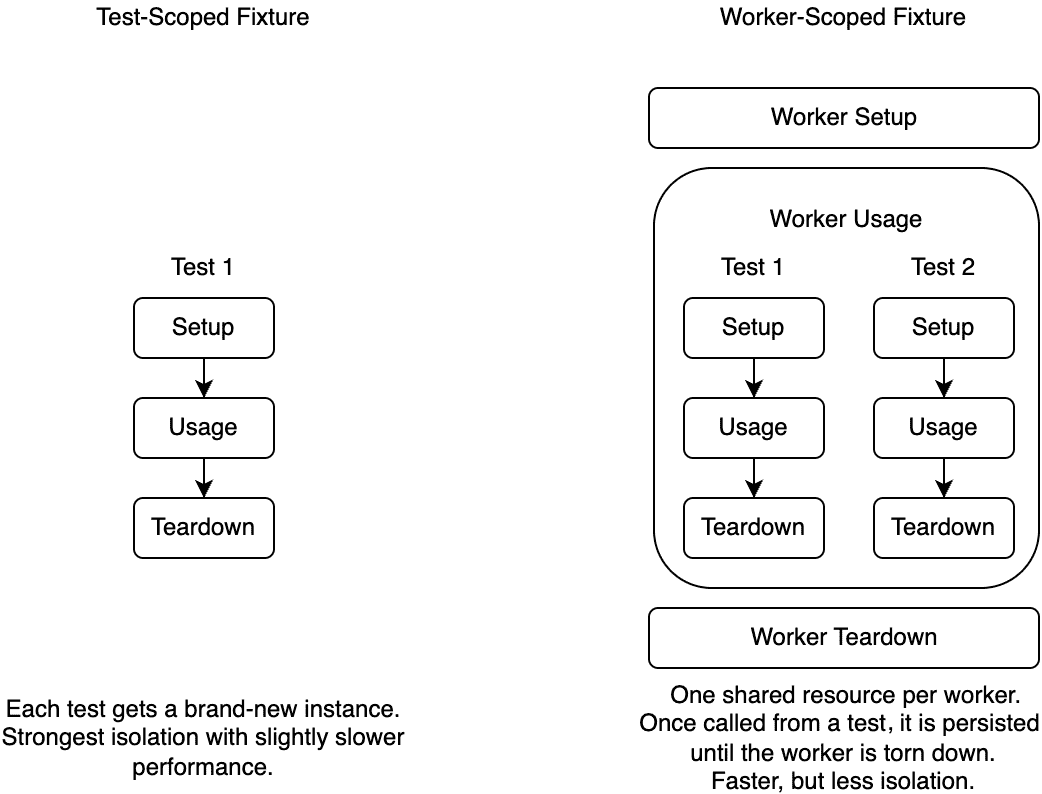 Test-Scoped Fixture
Test 1
Setup
Usage
Teardown
Each test gets a brand-new instance.
Strongest isolation with slightly slower
performance.
Worker-Scoped Fixture
Worker Setup
Worker Usage
Test 1
Setup
Usage
Teardown
Test 2
Setup
Usage
Teardown
Worker Teardown
One shared resource per worker.
Once called from a test, it is persisted
until the worker is torn down.
Faster, but less isolation.